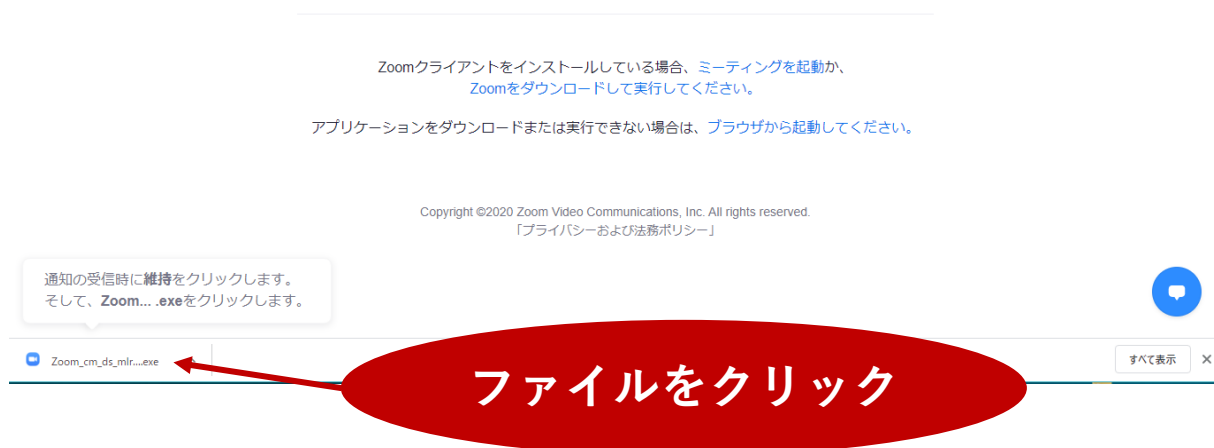 Zoomクライアントをインストールしている場合、ミーティングを起動か、
Zoomをダウンロードして実行してください。
アプリケーションをダウンロードまたは実行できない場合は、ブラウザから起動してください。
Copyright ©2020 Zoom Video Communications, Inc. All rights reserved.
「プライバシーおよび法務ポリシー」
通知の受信時に維持をクリックします。
そして、Zoom... .exeをクリックします。
Zoom_cm_ds_mlr....exe
すべて表示
ファイルをクリック